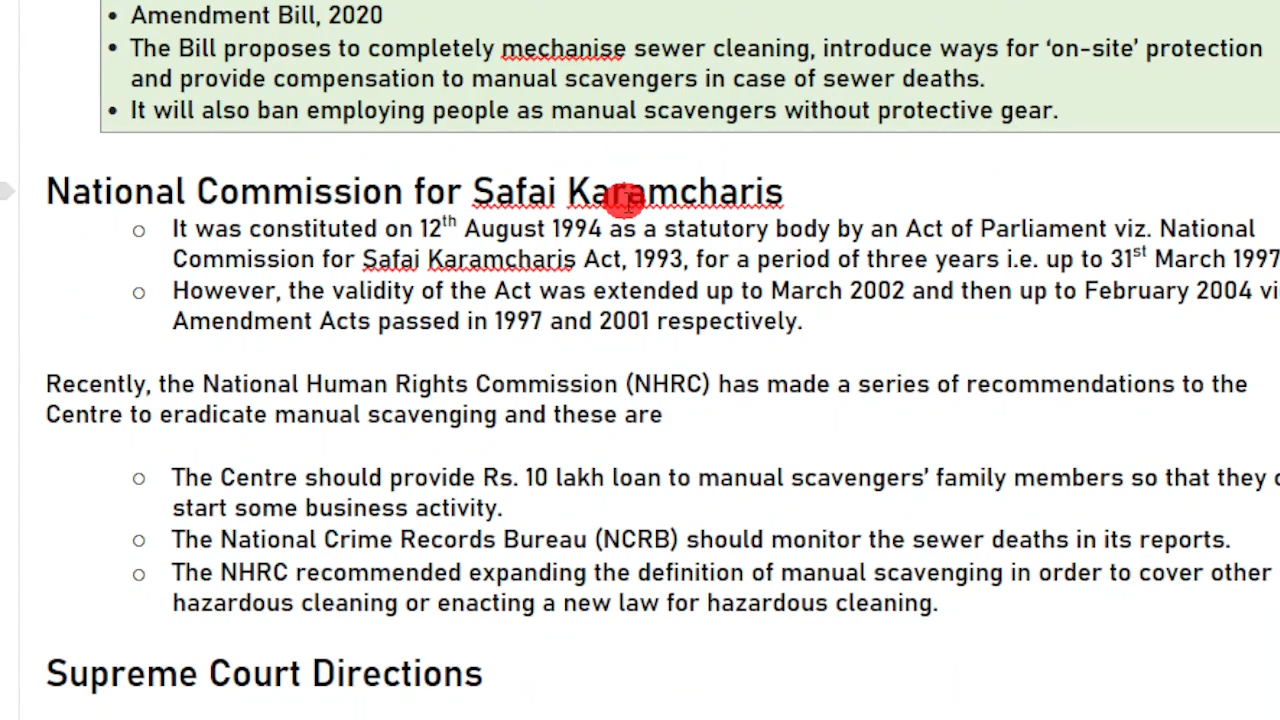 • Amendment Bill, 2020
• The Bill proposes to completely mechanise sewer cleaning, introduce ways for ‘on-site’ protection
and provide compensation to manual scavengers in case of sewer deaths.
• It will also ban employing people as manual scavengers without protective gear.
National Commission for Safai Karamcharis
○ It was constituted on 12th August 1994 as a statutory body by an Act of Parliament viz. National
Commission for Safai Karamcharis Act, 1993, for a period of three years i.e. up to 31st March 1997
○ However, the validity of the Act was extended up to March 2002 and then up to February 2004
Amendment Acts passed in 1997 and 2001 respectively.
Recently, the National Human Rights Commission (NHRC) has made a series of recommendations to the
Centre to eradicate manual scavenging and these are
○ The Centre should provide Rs. 10 lakh loan to manual scavengers’ family members so that they
start some business activity.
○ The National Crime Records Bureau (NCRB) should monitor the sewer deaths in its reports.
○ The NHRC recommended expanding the definition of manual scavenging in order to cover other
hazardous cleaning or enacting a new law for hazardous cleaning.
Supreme Court Directions